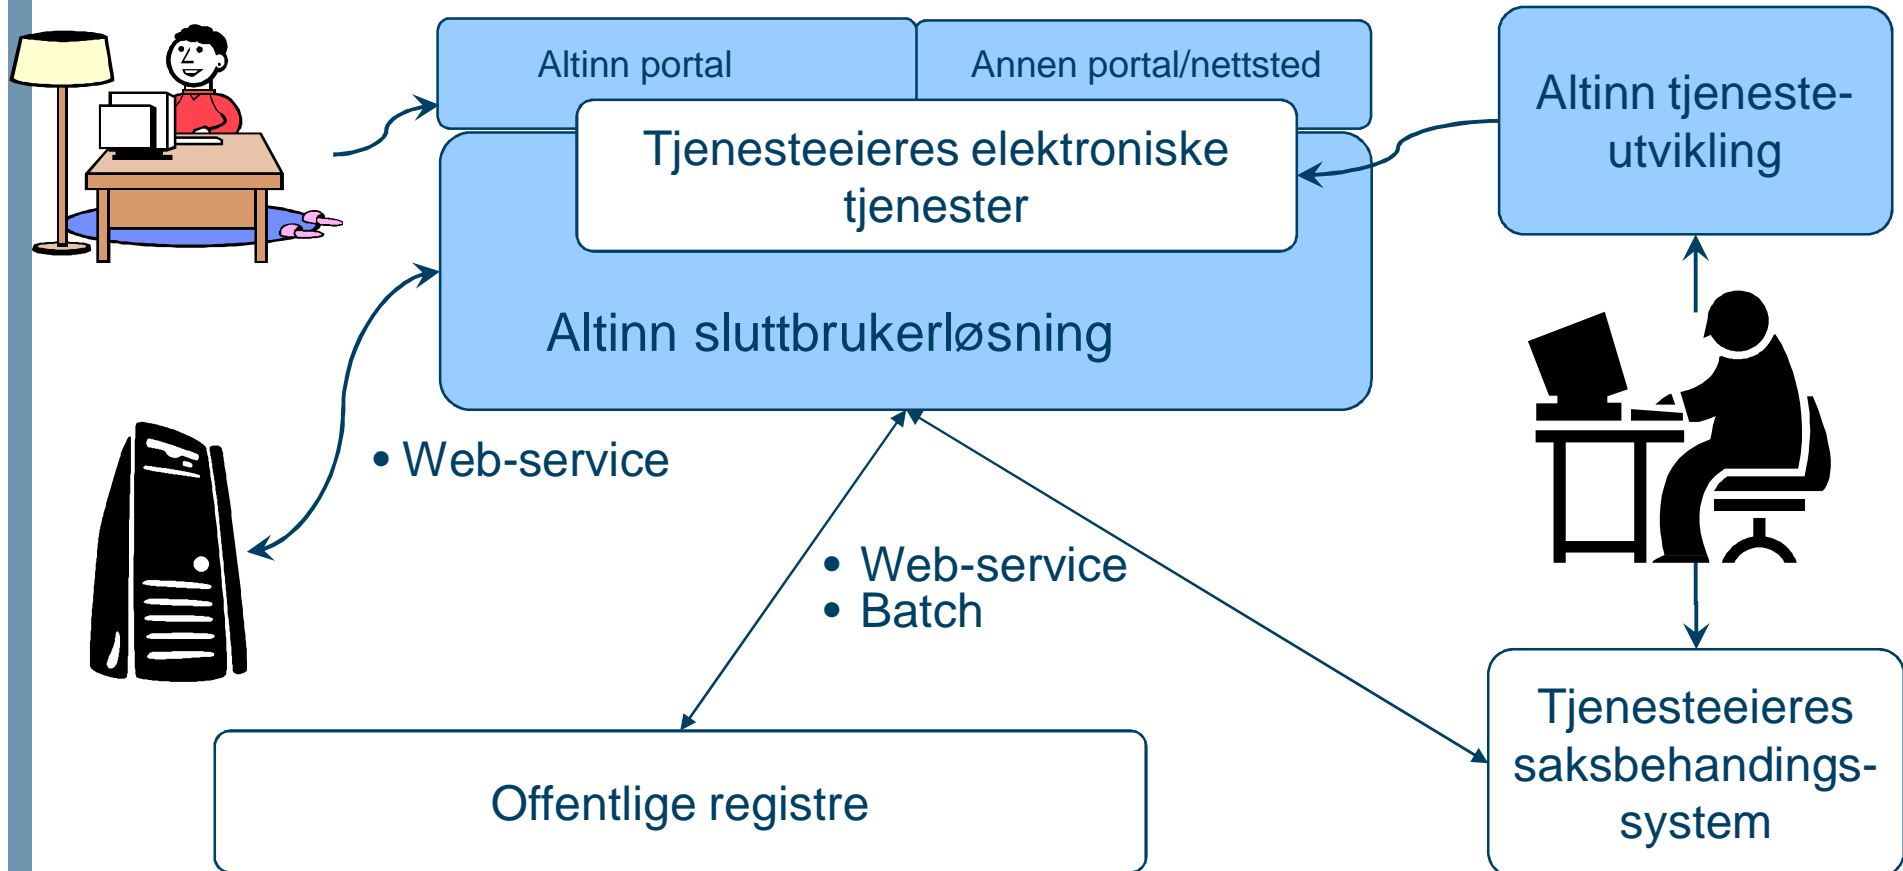 Altinn portal
Annen portal/nettsted
Tjenesteeieres elektroniske
tjenester
Altinn tjeneste-
utvikling
Altinn sluttbrukerløsning
• Web-service
• Web-service
• Batch
Offentlige registre
Tjenesteeieres
saksbehandings-
system